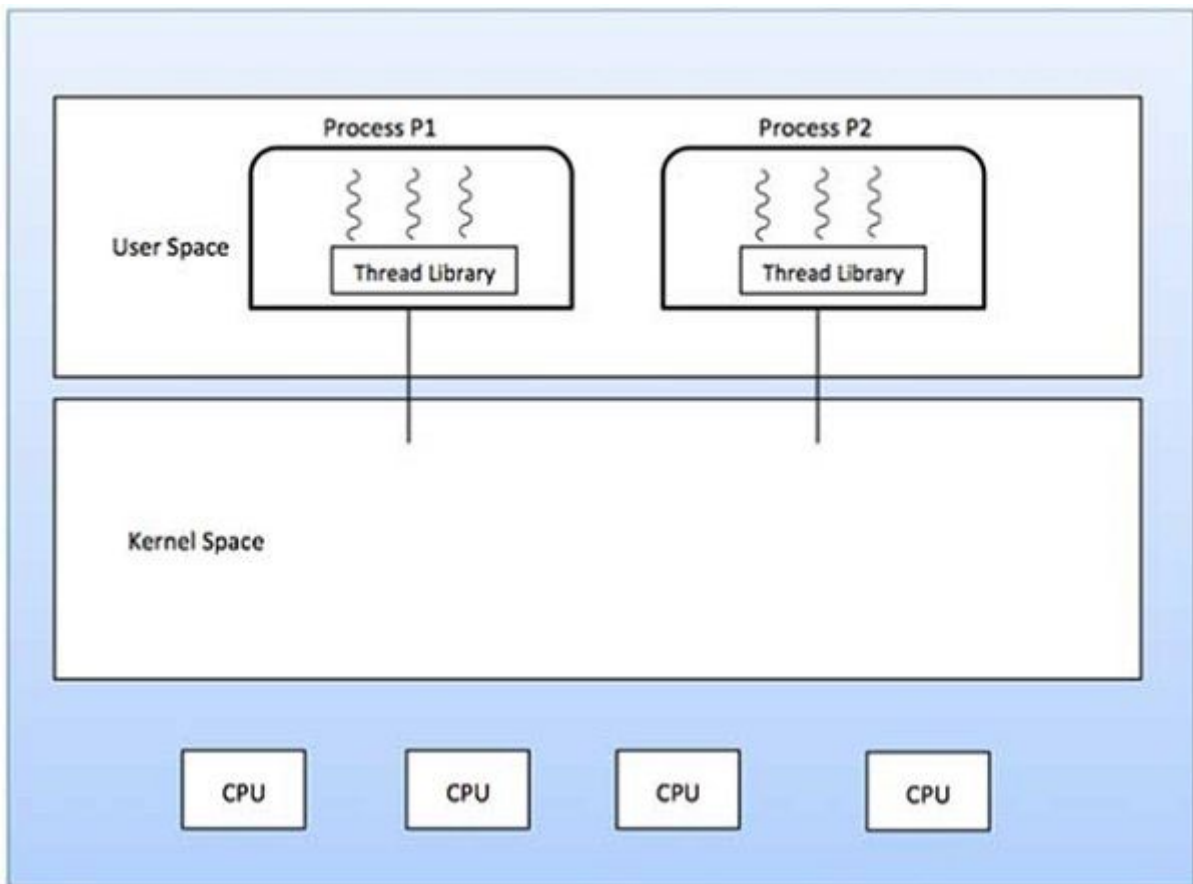 Process P1
Process P2
User Space
Thread Library
Thread Library
Kernel Space
CPU
CPU
CPU
CPU